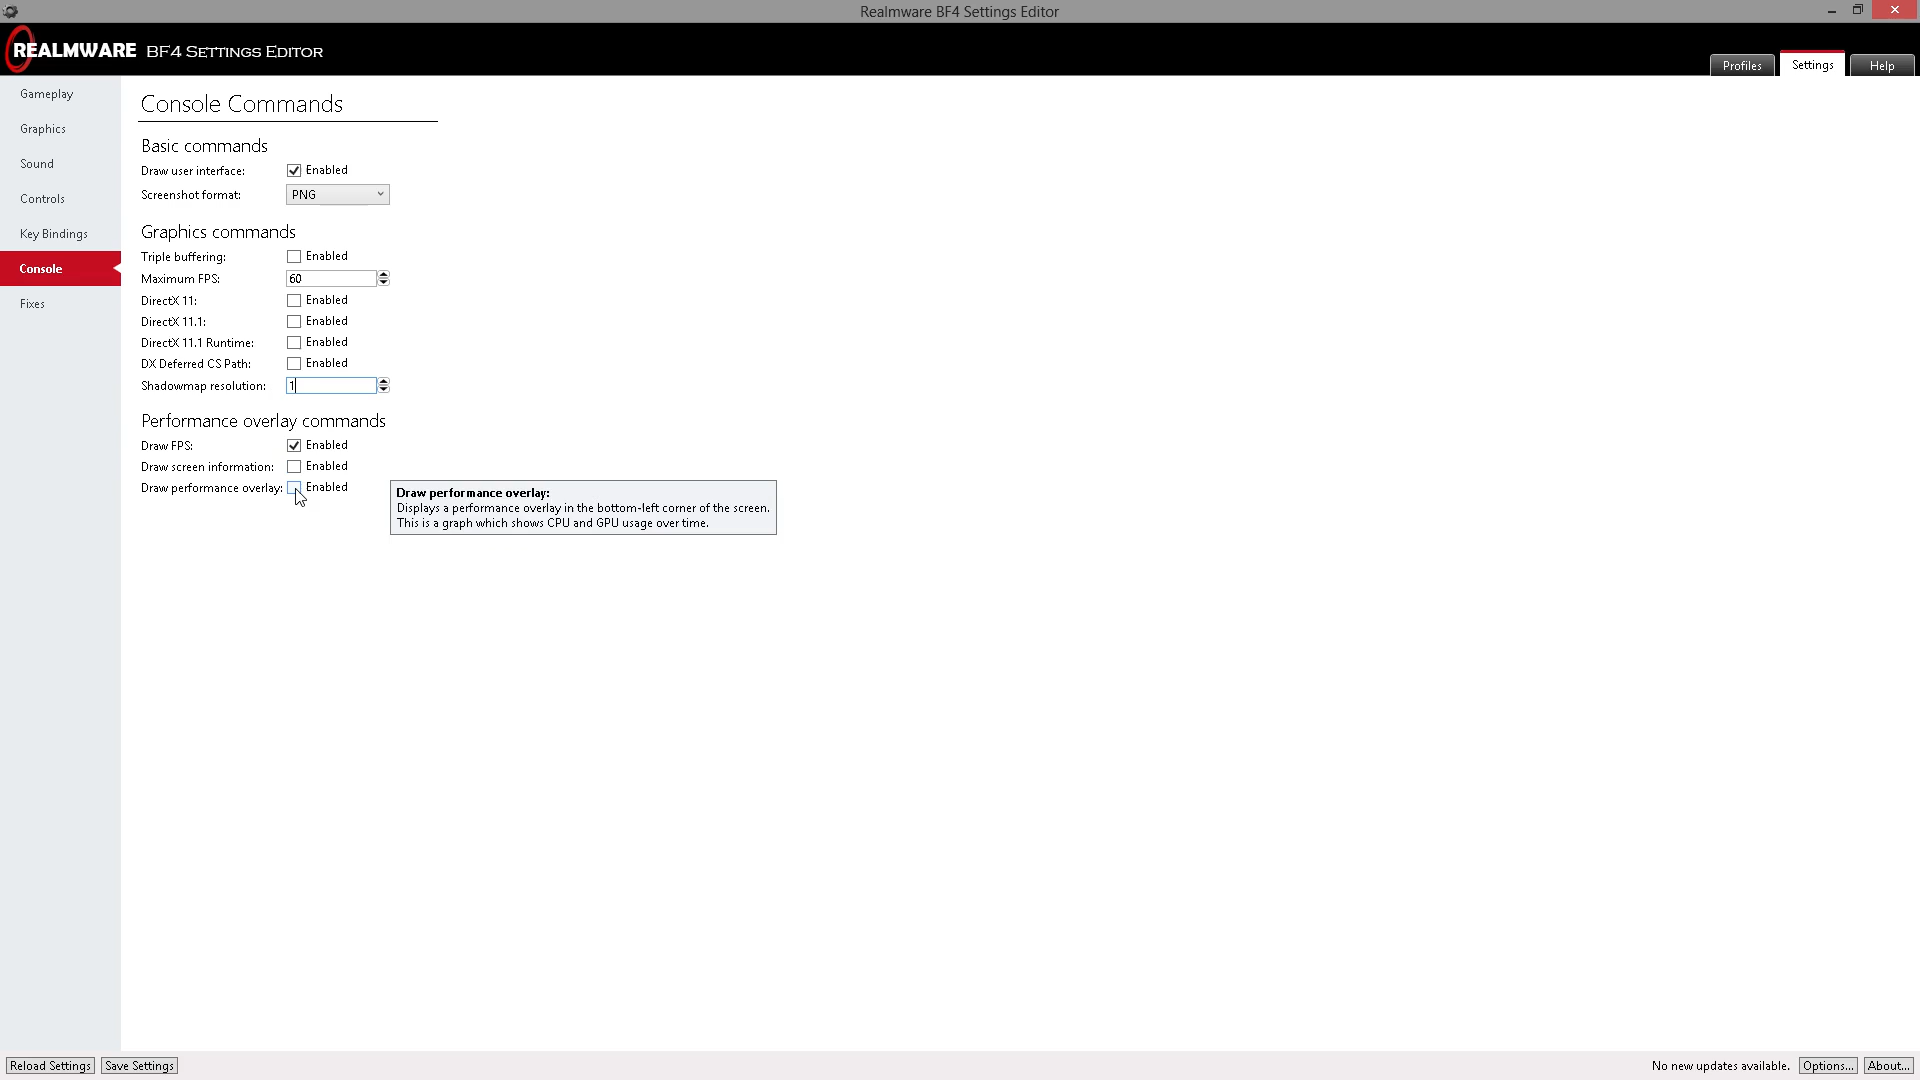 Realmware BF4 Settings Editor
REALMWARE BF4 SETTINGS EDITOR
Profiles
Settings
Help
Gameplay
Graphics
Sound
Controls
Key Bindings
Console
Fixes
Console Commands
Basic commands
Draw user interface: Enabled
Screenshot format: PNG
Graphics commands
Triple buffering: Enabled
Maximum FPS: 60
DirectX 11: Enabled
DirectX 11.1: Enabled
DirectX 11.1 Runtime: Enabled
DX Deferred CS Path: Enabled
Shadowmap resolution: 1
Performance overlay commands
Draw FPS: Enabled
Draw screen information: Enabled
Draw performance overlay: Enabled
Draw performance overlay:
Displays a performance overlay in the bottom-left corner of the screen.
This is a graph which shows CPU and GPU usage over time.
Reload Settings
Save Settings
No new updates available.
Options...
About...